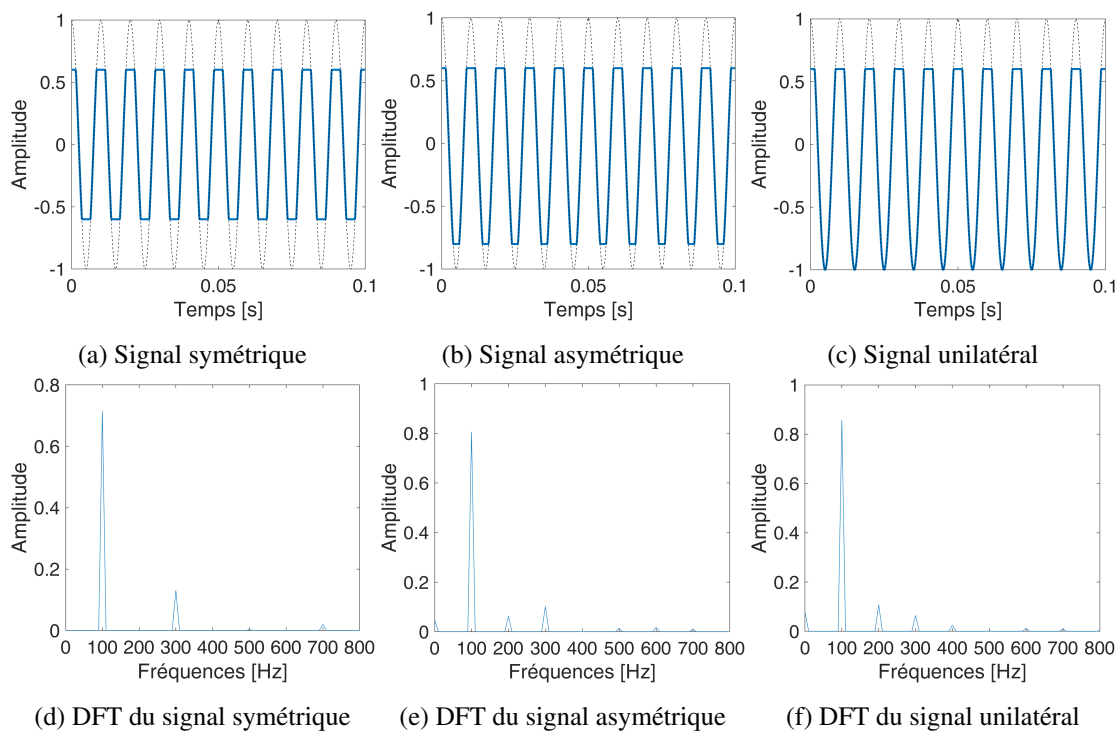 1
0.5
0
-0.5
-1
Amplitude
0
0.05
0.1
Temps [s]
(a) Signal symétrique
1
0.5
0
-0.5
-1
Amplitude
0
0.05
0.1
Temps [s]
(b) Signal asymétrique
1
0.5
0
-0.5
-1
Amplitude
0
0.05
0.1
Temps [s]
(c) Signal unilatéral
0.8
0.6
0.4
0.2
0
Amplitude
0 100 200 300 400 500 600 700 800
Fréquences [Hz]
(d) DFT du signal symétrique
1
0.8
0.6
0.4
0.2
0
Amplitude
0 100 200 300 400 500 600 700 800
Fréquences [Hz]
(e) DFT du signal asymétrique
1
0.8
0.6
0.4
0.2
0
Amplitude
0 100 200 300 400 500 600 700 800
Fréquences [Hz]
(f) DFT du signal unilatéral